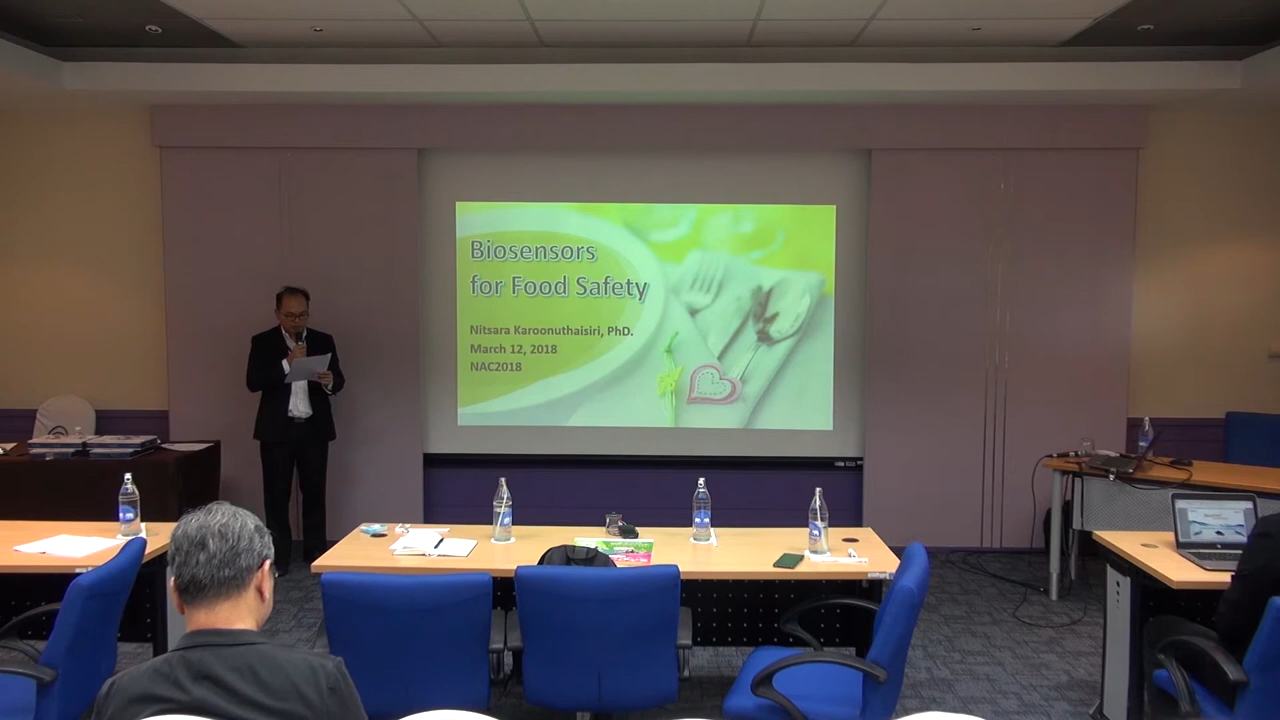 Biosensors
for Food Safety
Nitsara Karoonuthaisiri, PhD.
March 12, 2018
NAC2018